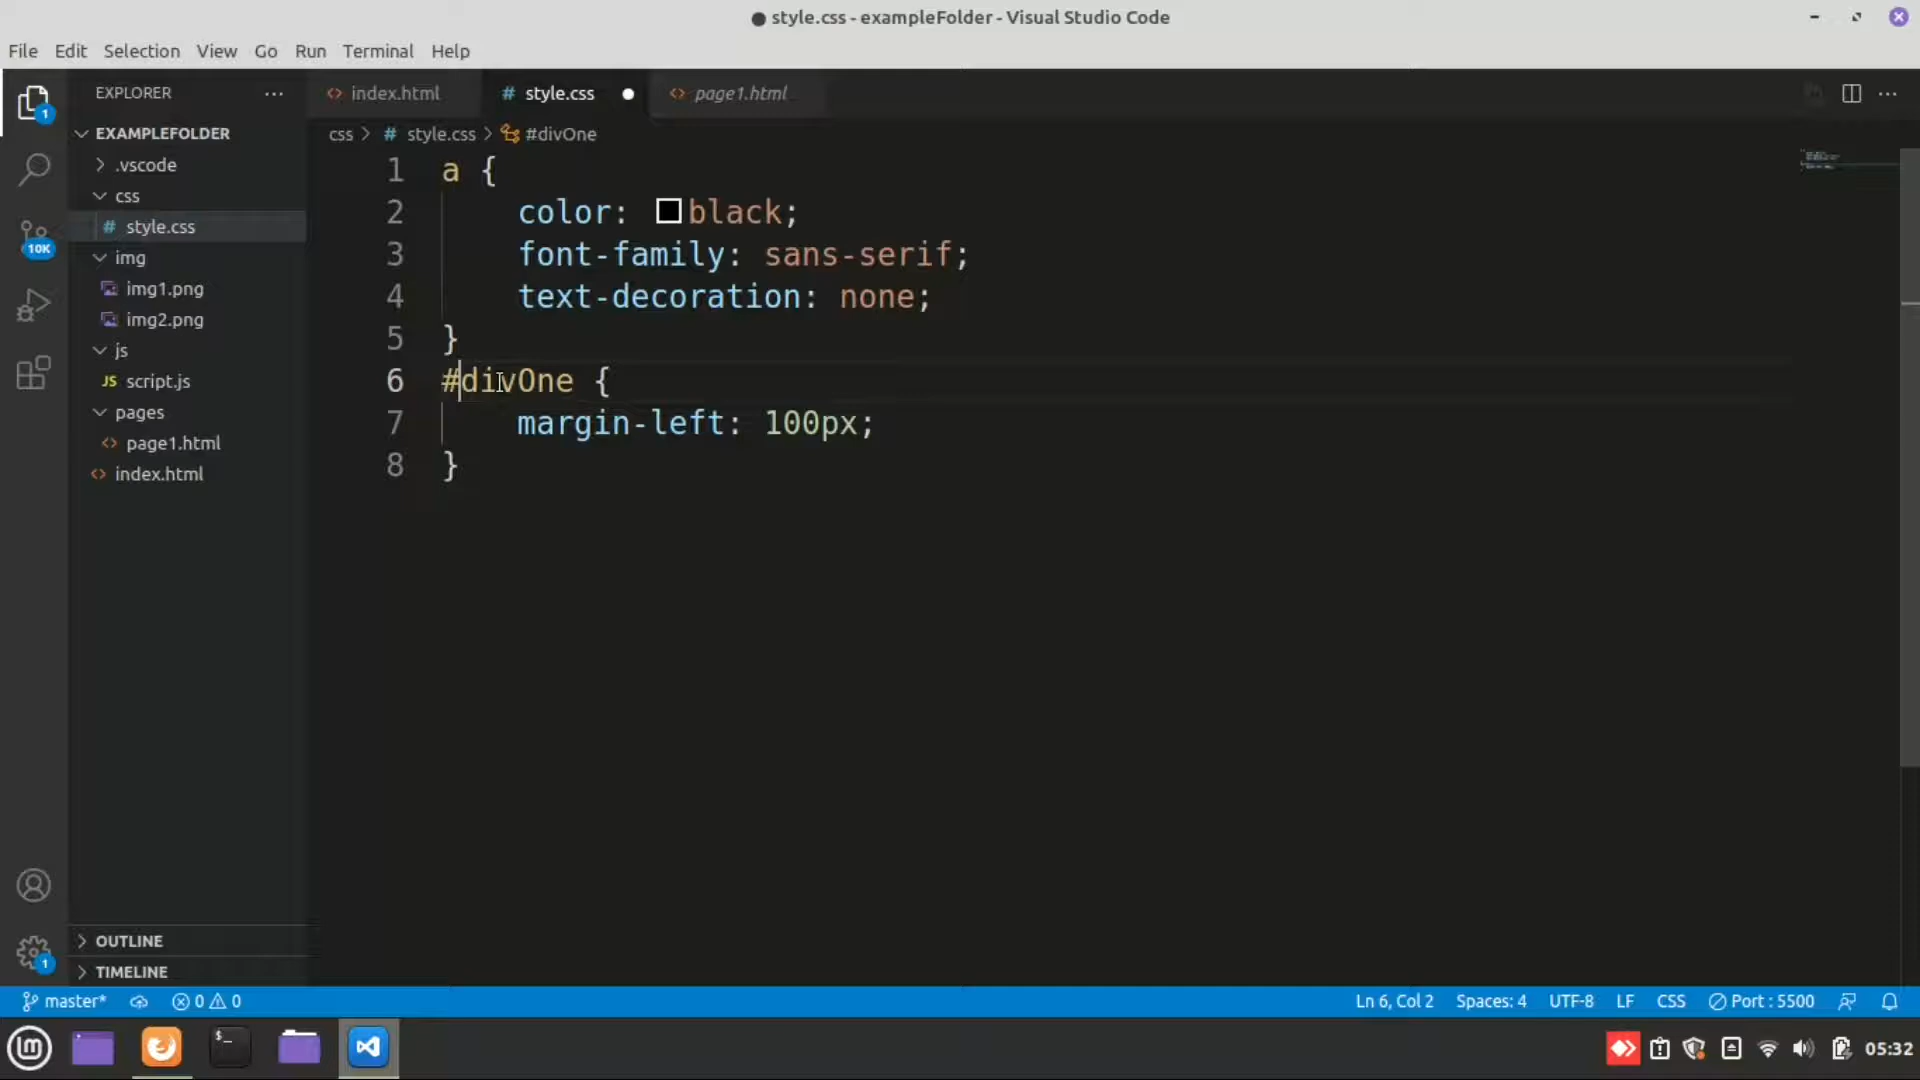 style.css - exampleFolder - Visual Studio Code
File Edit Selection View Go Run Terminal Help
EXPLORER
index.html
style.css
page1.html
EXAMPLEFOLDER
css > # style.css > #divOne
.vscode
css
# style.css
img
img1.png
img2.png
js
JS script.js
pages
page1.html
index.html
1 a {
2 color: black;
3 font-family: sans-serif;
4 text-decoration: none;
5 }
6 #divOne {
7 margin-left: 100px;
8 }
1
10K
OUTLINE
1
TIMELINE
master* 0 0 Ln 6, Col 2 Spaces: 4 UTF-8 LF CSS Port : 5500
$_
05:32